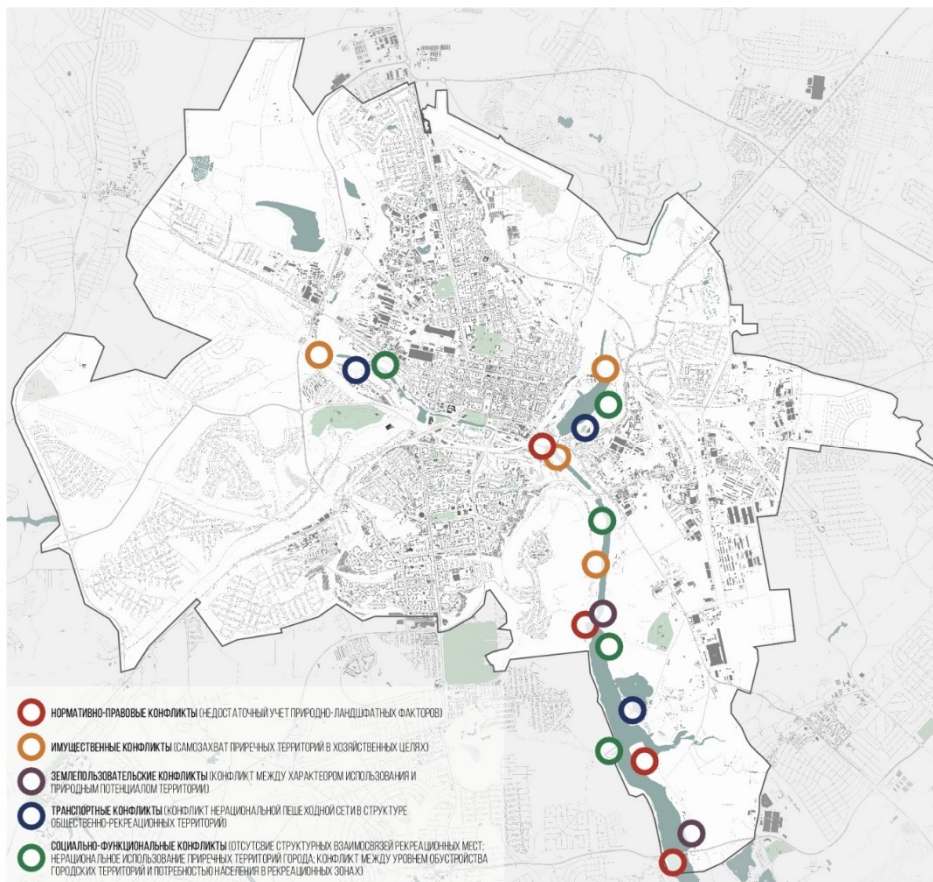 НОРМАТИВНО-ПРАВОВЫЕ КОНФЛИКТЫ (НЕДОСТАТОЧНЫЙ УЧЕТ ПРИРОДНО-ЛАНДШФАТНЫХ ФАКТОРОВ)
ИМУЩЕСТВЕННЫЕ КОНФЛИКТЫ (САМОЗАХВАТ ПРИРЕЧНЫХ ТЕРРИТОРИЙ В ХОЗЯЙСТВЕННЫХ ЦЕЛЯХ)
ЗЕМЛЕПОЛЬЗОВАТЕЛЬСКИЕ КОНФЛИКТЫ (КОНФЛИКТ МЕЖДУ ХАРАКТЕОРОМ ИСПОЛЬЗОВАНИЯ И
ПРИРОДНЫМ ПОТЕНЦИАЛОМ ТЕРРИТОРИИ)
ТРАНСПОРТНЫЕ КОНФЛИКТЫ (КОНФЛИКТ НЕРАЦИОНАЛЬНОЙ ПЕШЕХОДНОЙ СЕТИ В СТРУКТУРЕ
ОБЩЕСТВЕННО-РЕКРЕАЦИОННЫХ ТЕРРИТОРИЙ)
СОЦИАЛЬНО-ФУНКЦИОНАЛЬНЫЕ КОНФЛИКТЫ (ОТСУТСВИЕ СТРУКТУРНЫХ ВЗАИМОСВЯЗЕЙ РЕКРЕАЦИОННЫХ МЕСТ;
НЕРАЦИОНАЛЬНОЕ ИСПОЛЬЗОВАНИЕ ПРИРЕЧНЫХ ТЕРРИТОРИЙ ГОРОДА; КОНФЛИКТ МЕЖДУ УРОВНЕМ ОБУСТРОЙСТВА
ГОРОДСКИХ ТЕРРИТОРИЙ И ПОТРЕБНОСТЬЮ НАСЕЛЕНИЯ В РЕКРЕАЦИОННЫХ ЗОНАХ)